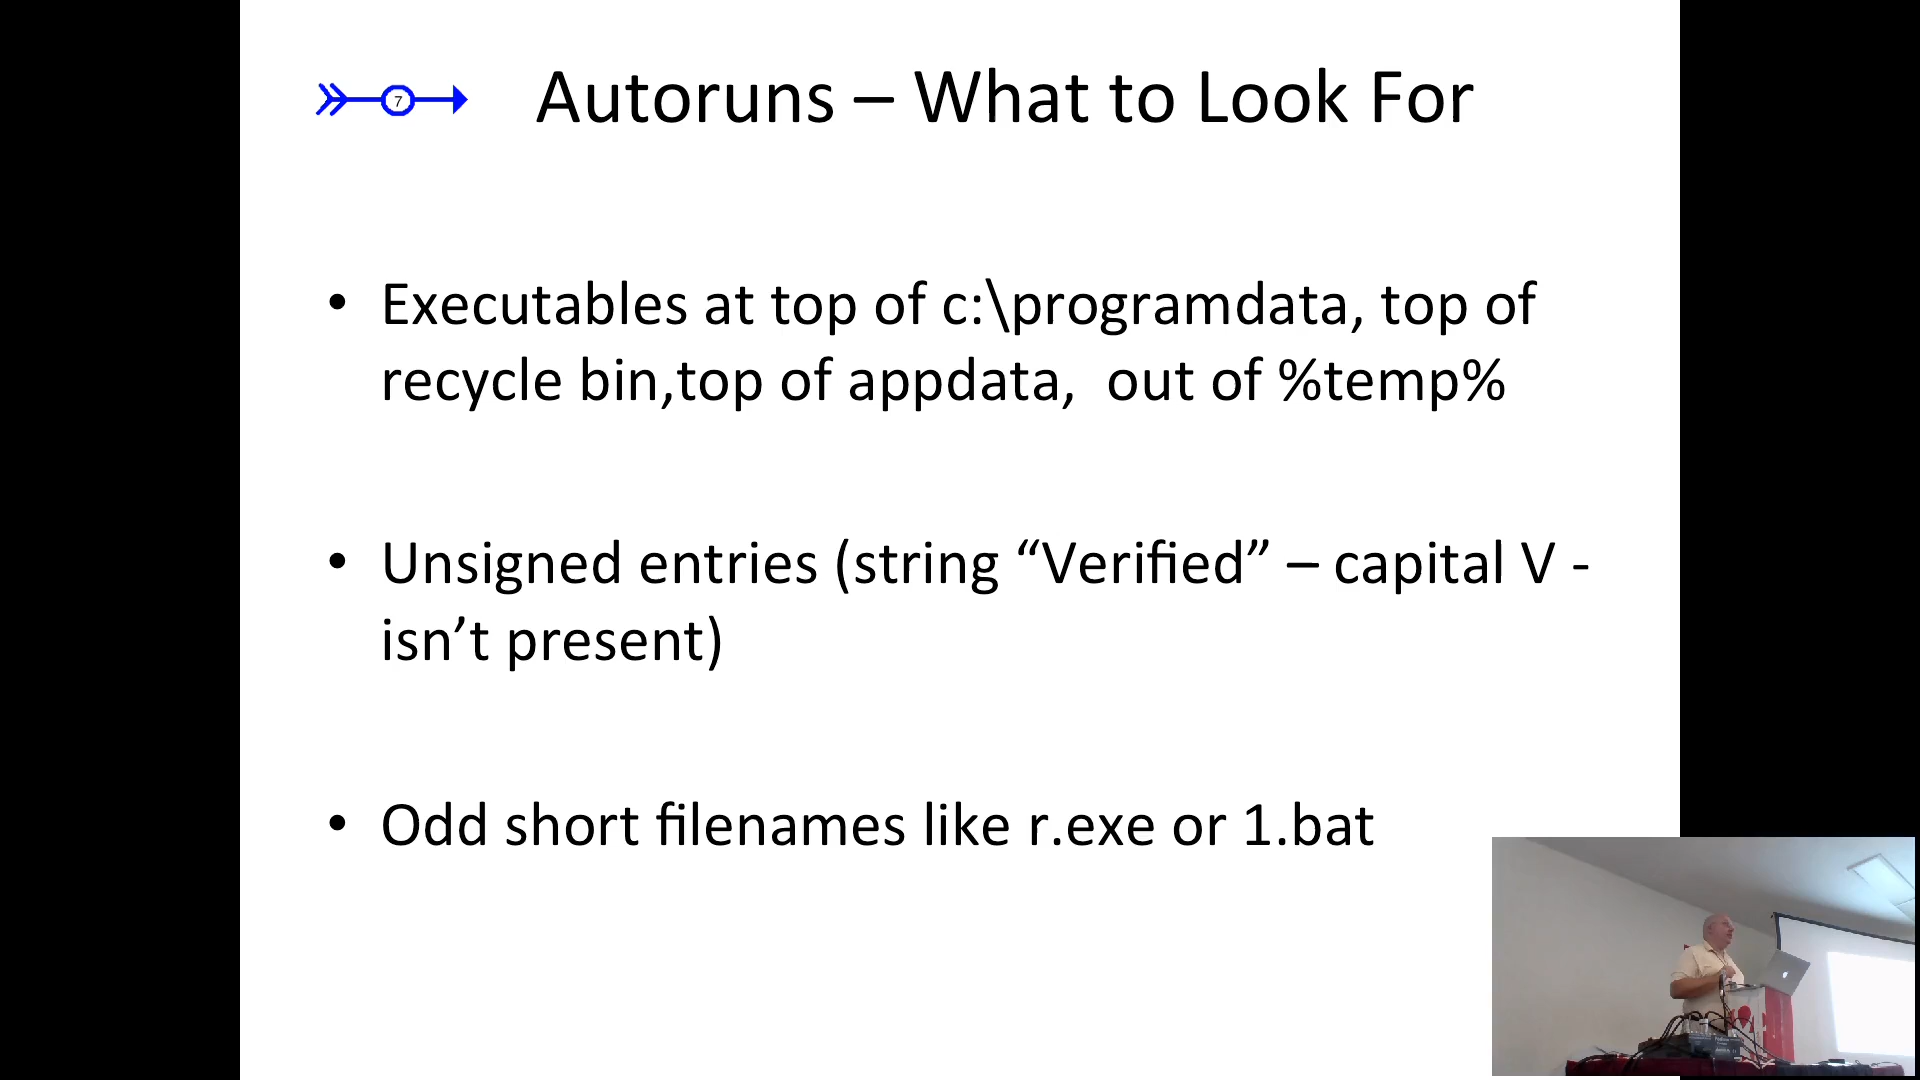 7
Autoruns – What to Look For
• Executables at top of c:\programdata, top of
recycle bin,top of appdata,  out of %temp%
• Unsigned entries (string “Verified” – capital V -
isn’t present)
• Odd short filenames like r.exe or 1.bat